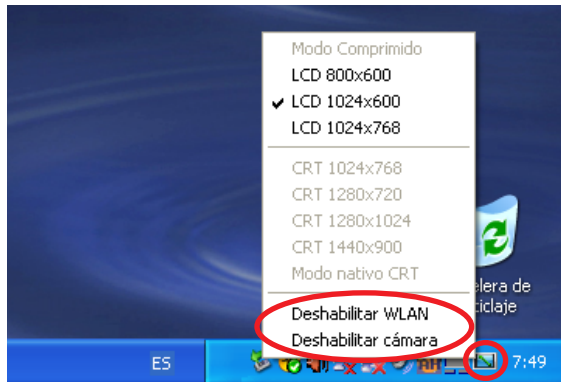 Modo Comprimido
LCD 800x600
LCD 1024x600
LCD 1024x768
CRT 1024x768
CRT 1280x720
CRT 1280x1024
CRT 1440x900
Modo nativo CRT
Deshabilitar WLAN
Deshabilitar cámara
elera de
ciclaje
ES
7:49